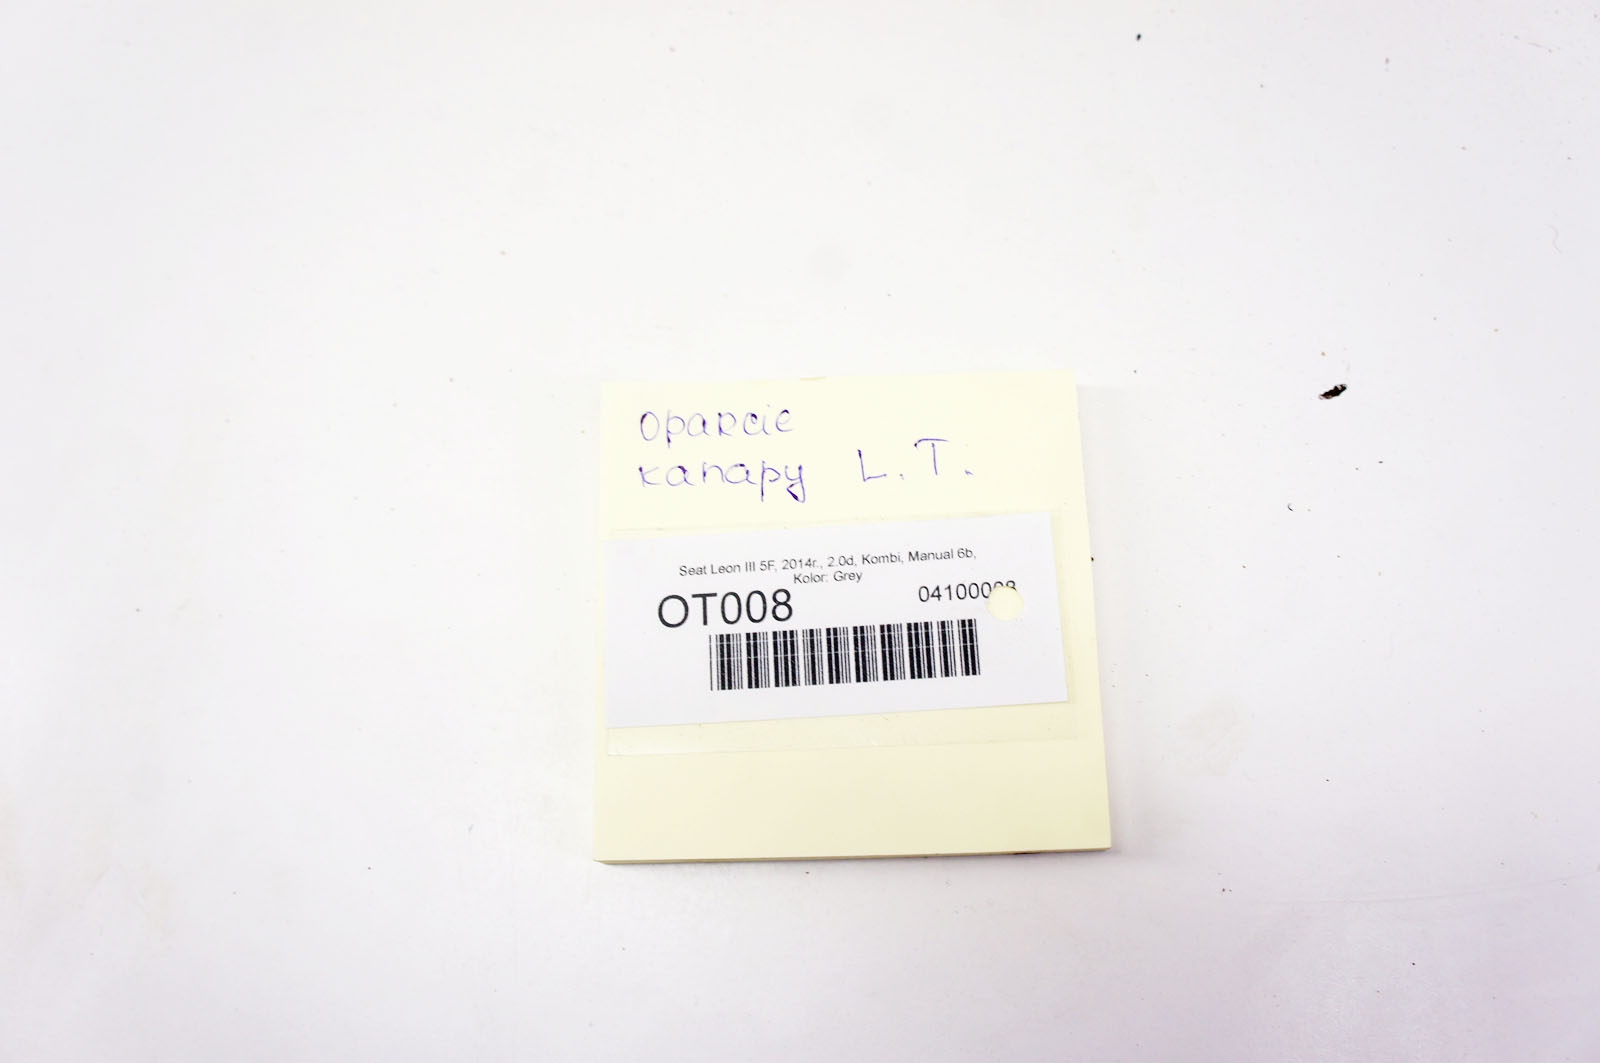 oparcie
kanapy L.T.
Seat Leon III 5F, 2014r., 2.0d, Kombi, Manual 6b,
Kolor: Grey
OT008